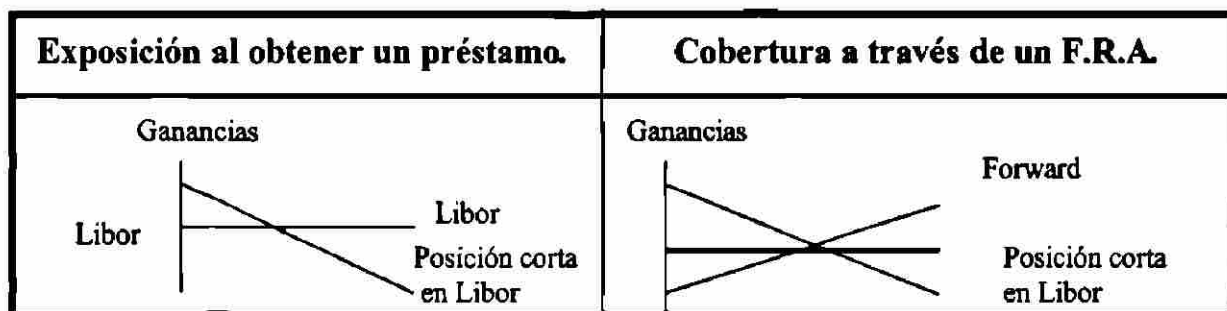 Exposición al obtener un préstamo.
Cobertura a través de un F.R.A.
Ganancias
Libor
Libor
Posición corta
en Libor
Ganancias
Forward
Posición corta
en Libor